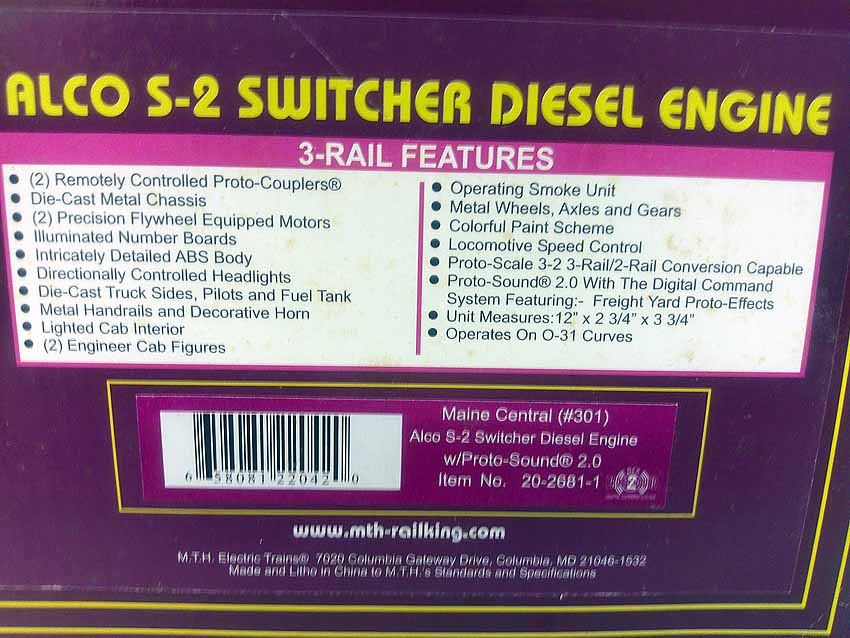 ALCO S-2 SWITCHER DIESEL ENGINE
3-RAIL FEATURES
• (2) Remotely Controlled Proto-Couplers®
• Die-Cast Metal Chassis
• (2) Precision Flywheel Equipped Motors
• Illuminated Number Boards
• Intricately Detailed ABS Body
• Directionally Controlled Headlights
• Die-Cast Truck Sides, Pilots and Fuel Tank
• Metal Handrails and Decorative Horn
• Lighted Cab Interior
• (2) Engineer Cab Figures
• Operating Smoke Unit
• Metal Wheels, Axles and Gears
• Colorful Paint Scheme
• Locomotive Speed Control
• Proto-Scale 3-2 3-Rail/2-Rail Conversion Capable
• Proto-Sound® 2.0 With The Digital Command
System Featuring:- Freight Yard Proto-Effects
• Unit Measures:12” x 2 3/4” x 3 3/4”
• Operates On O-31 Curves
6 58081 22042 0
Maine Central (#301)
Alco S-2 Switcher Diesel Engine
w/Proto-Sound® 2.0
Item No. 20-2681-1
2
www.mth-railking.com
M.T.H. Electric Trains® 7020 Columbia Gateway Drive, Columbia, MD 21046-1532
Made and Litho in China to M.T.H.'s Standards and Specifications